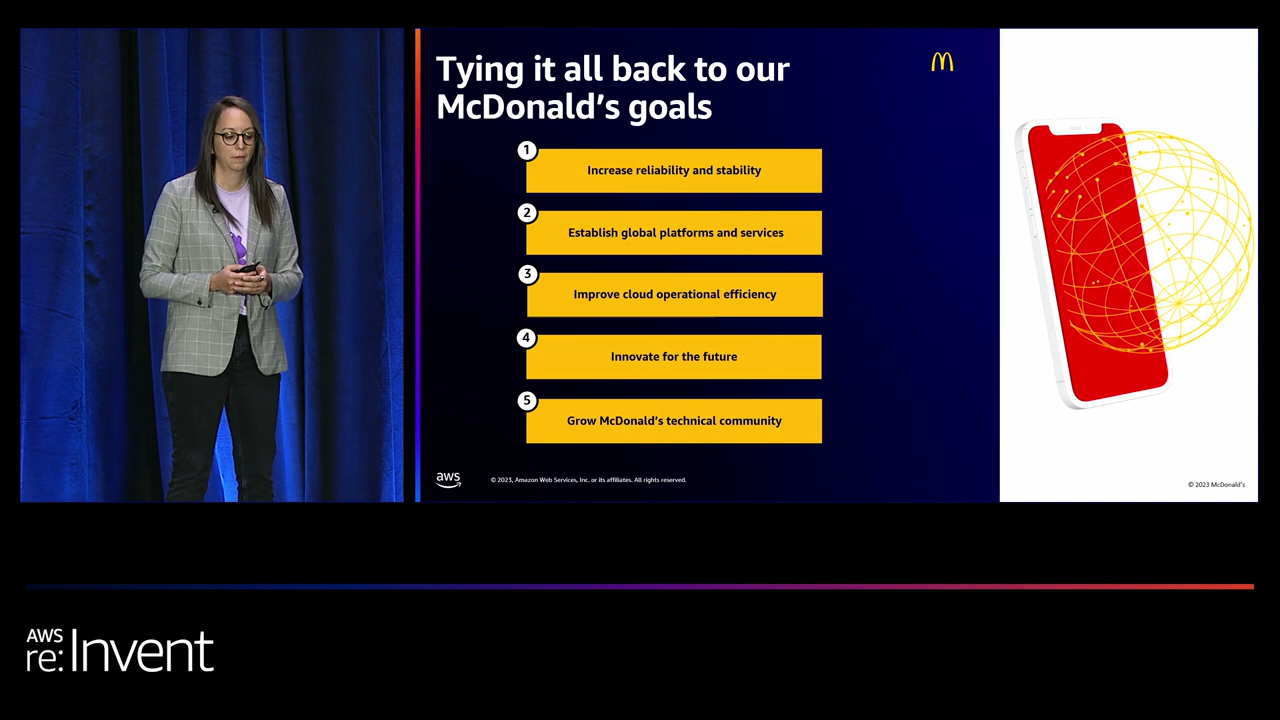 Tying it all back to our
McDonald's goals
1
Increase reliability and stability
2
Establish global platforms and services
3
Improve cloud operational efficiency
4
Innovate for the future
5
Grow McDonald's technical community
aws
© 2023, Amazon Web Services, Inc. or its affiliates. All rights reserved.
© 2023 McDonald's
AWS
re:Invent